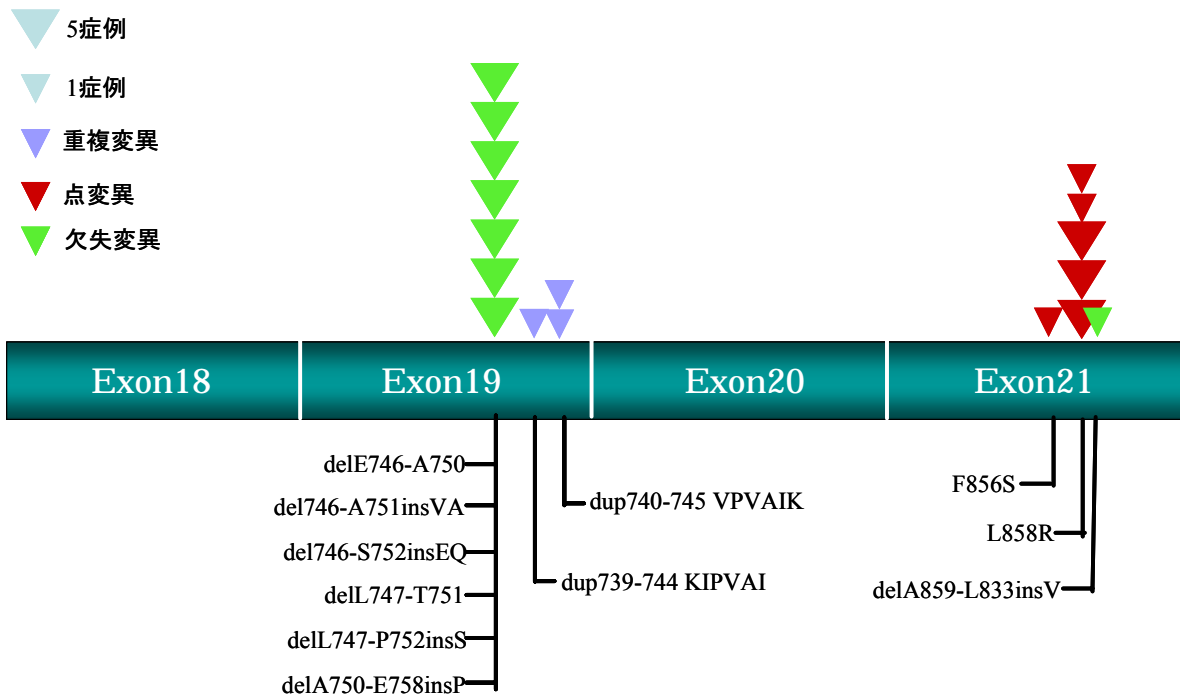 5症例
1症例
重複変異
点変異
欠失変異
Exon18
Exon19
Exon20
Exon21
delE746-A750
del746-A751insVA
del746-S752insEQ
delL747-T751
delL747-P752insS
delA750-E758insP
dup740-745 VPVAIK
dup739-744 KIPVAI
F856S
L858R
delA859-L833insV